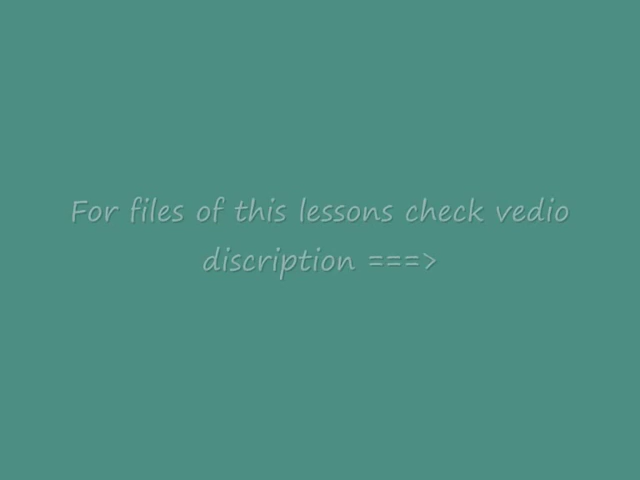 For files of this lessons check vedio
discription ===>